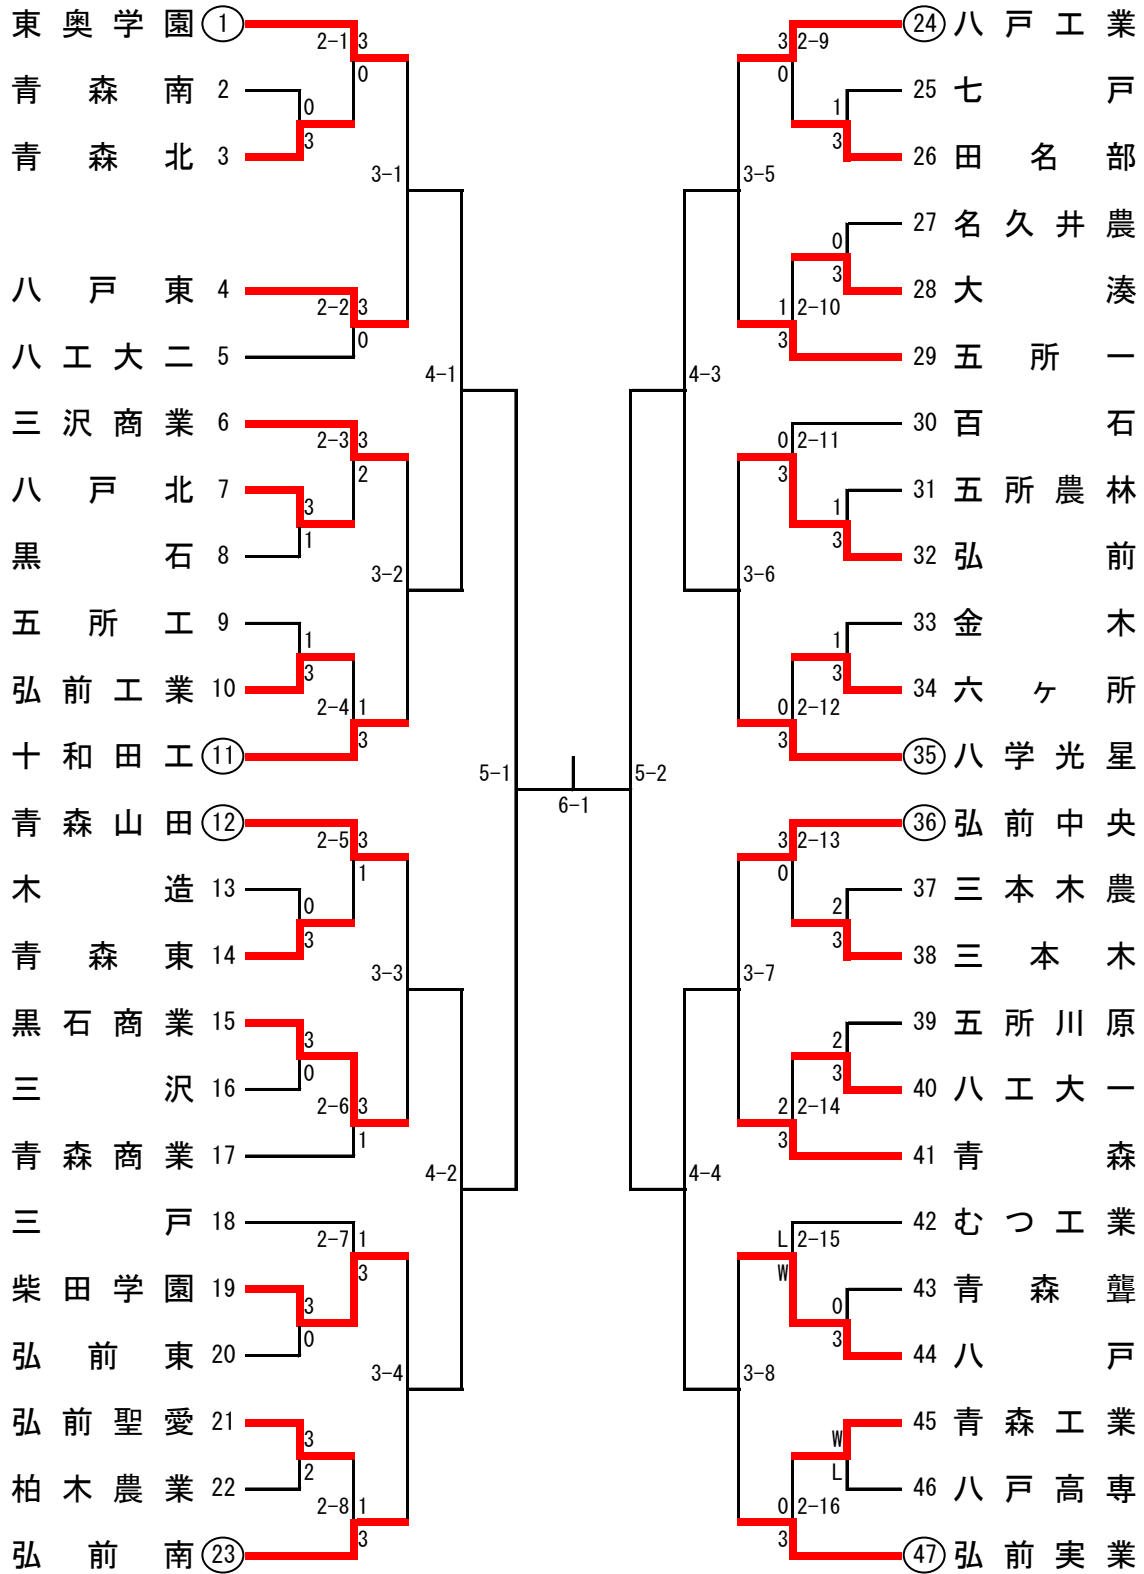 東奥学園 1
2-1 3
0
青森南 2
0
3
青森北 3
3-1
八戸東 4
2-2 3
0
八工大二 5
4-1
三沢商業 6
2-3 3
2
八戸北 7
3
1
黒石 8
3-2
五所工 9
1
3
弘前工業 10
2-4 1
3
十和田工 11
5-1
青森山田 12
2-5 3
1
木造 13
0
3
青森東 14
3-3
黒石商業 15
3
0
三沢 16
2-6 3
1
青森商業 17
4-2
三戸 18
2-7 1
3
柴田学園 19
3
0
弘前東 20
3-4
弘前聖愛 21
3
2
柏木農業 22
2-8 1
3
弘前南 23
6-1
24 八戸工業
3 2-9
0
25 七戸
1
3
26 田名部
3-5
27 名久井農
0
3
28 大湊
1 2-10
3
29 五所一
4-3
30 百石
0 2-11
3
31 五所農林
1
3
32 弘前
3-6
33 金木
1
3
34 六ヶ所
0 2-12
3
35 八学光星
5-2
36 弘前中央
3 2-13
0
37 三本木農
2
3
38 三本木
3-7
39 五所川原
2
3
40 八工大一
2 2-14
3
41 青森
4-4
42 むつ工業
L 2-15
W
43 青森聾
0
3
44 八戸
3-8
45 青森工業
W
L
46 八戸高専
0 2-16
3
47 弘前実業